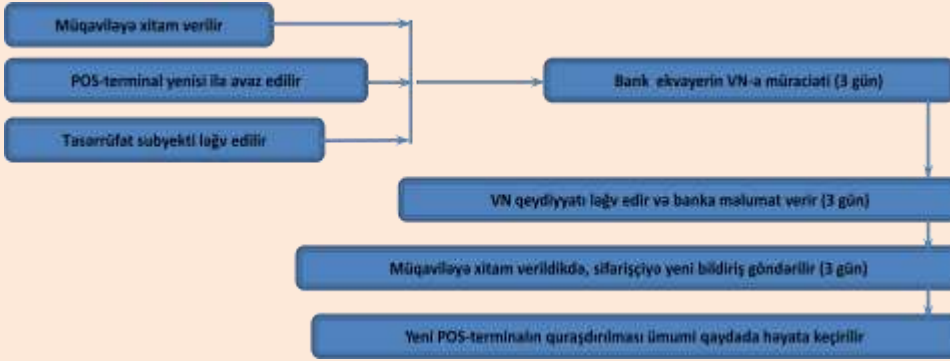 Müqaviləyə xitam verilir
POS-terminal yenisi ilə əvəz edilir
Bank ekvayerin VN-ə müraciəti (3 gün)
Təsərrüfat subyekti ləğv edilir
VN qeydiyyatı ləğv edir və banka məlumat verir (3 gün)
Müqaviləyə xitam verildikdə, sifarişçiyə yeni bildiriş göndərilir (3 gün)
Yeni POS-terminalın quraşdırılması ümumi qaydada həyata keçirilir